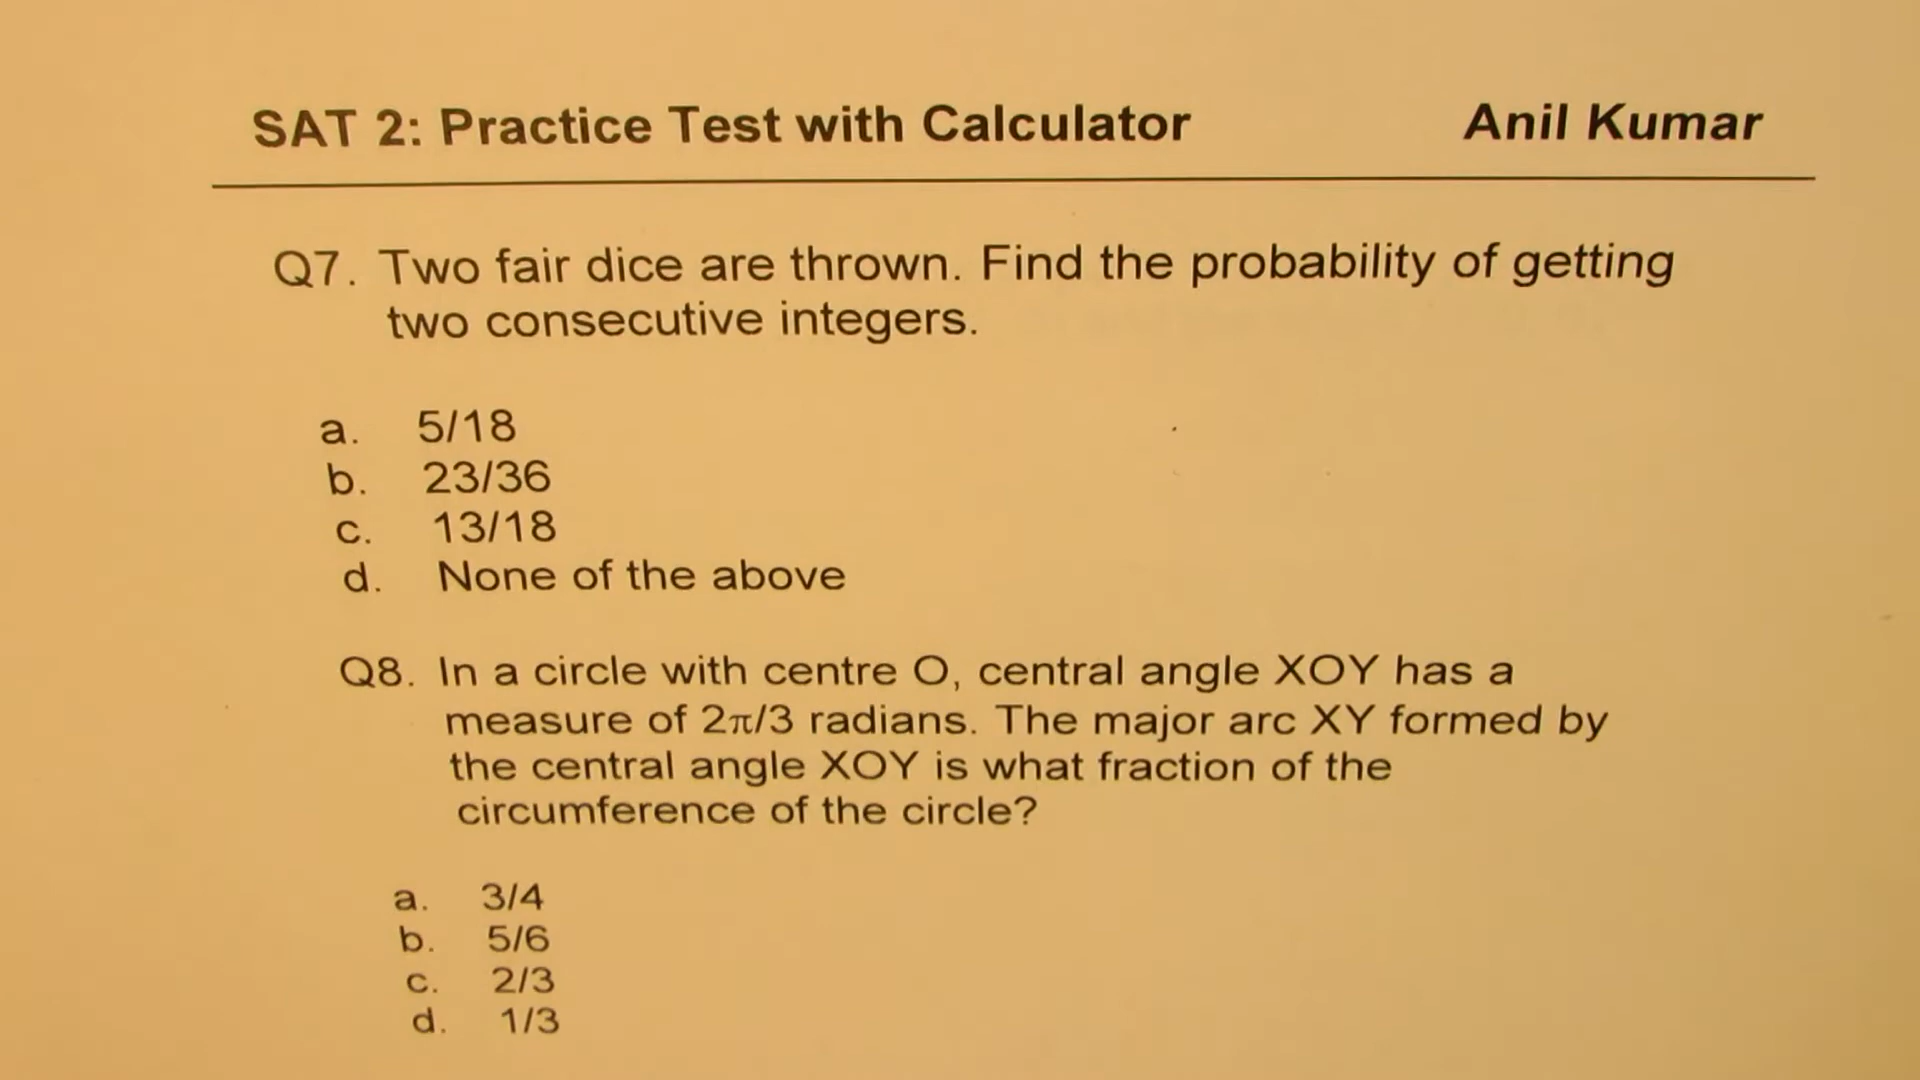 SAT 2: Practice Test with Calculator Anil Kumar
Q7. Two fair dice are thrown. Find the probability of getting
two consecutive integers.
a. 5/18
b. 23/36
c. 13/18
d. None of the above
Q8. In a circle with centre O, central angle XOY has a
measure of 2π/3 radians. The major arc XY formed by
the central angle XOY is what fraction of the
circumference of the circle?
a. 3/4
b. 5/6
c. 2/3
d. 1/3